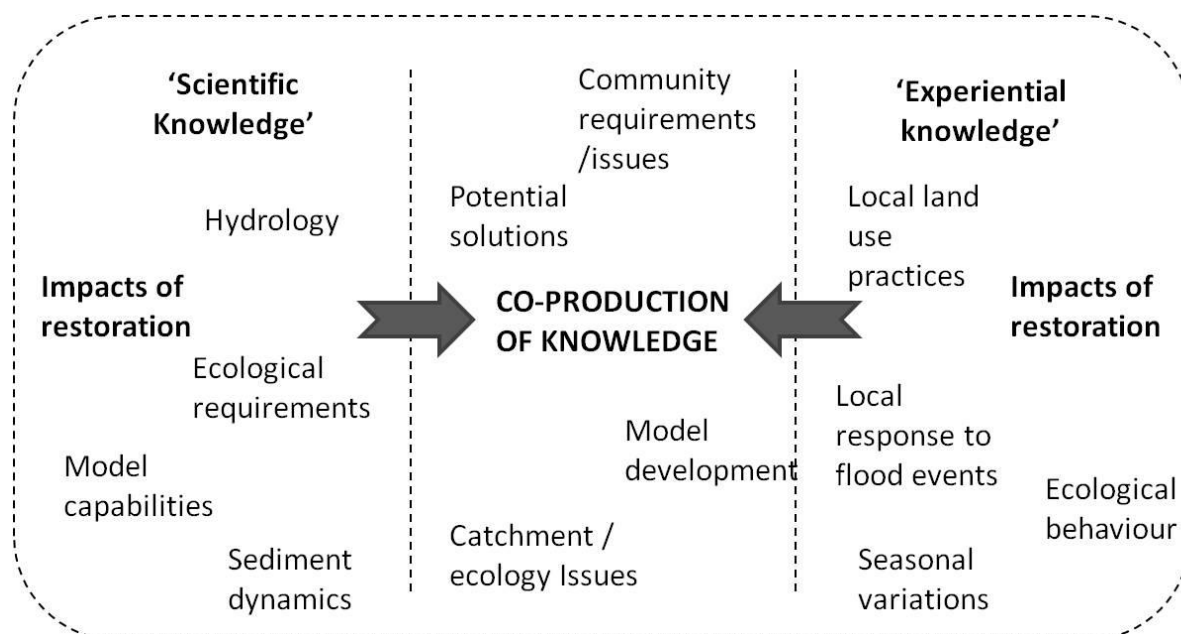 ‘Scientific
Knowledge’
Hydrology
Impacts of
restoration
Ecological
requirements
Model
capabilities
Sediment
dynamics
Community
requirements
/issues
Potential
solutions
CO-PRODUCTION
OF KNOWLEDGE
Model
development
Catchment /
ecology Issues
‘Experiential
knowledge’
Local land
use
practices
Impacts of
restoration
Local
response to
flood events
Ecological
behaviour
Seasonal
variations